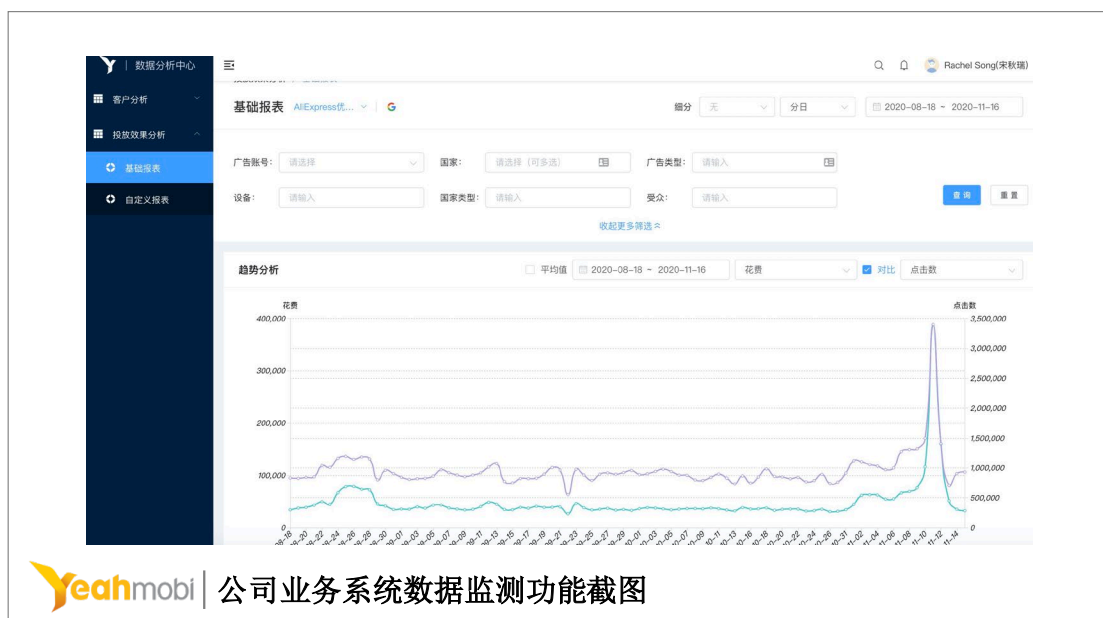 数据分析中心
Rachel Song(宋秋瑞)
客户分析
投放效果分析
基础报表
自定义报表
基础报表 AliExpress优... G
细分 无 分日 2020-08-18 ~ 2020-11-16
广告账号: 请选择 国家: 请选择（可多选） 广告类型: 请输入
设备: 请输入 国家类型: 请输入 受众: 请输入 查 询 重 置
收起更多筛选
趋势分析 平均值 2020-08-18 ~ 2020-11-16 花费 对比 点击数
花费 点击数
400,000 3,500,000
3,000,000
300,000
2,500,000
200,000 2,000,000
1,500,000
100,000 1,000,000
500,000
0 0
Yeahmobi 公司业务系统数据监测功能截图